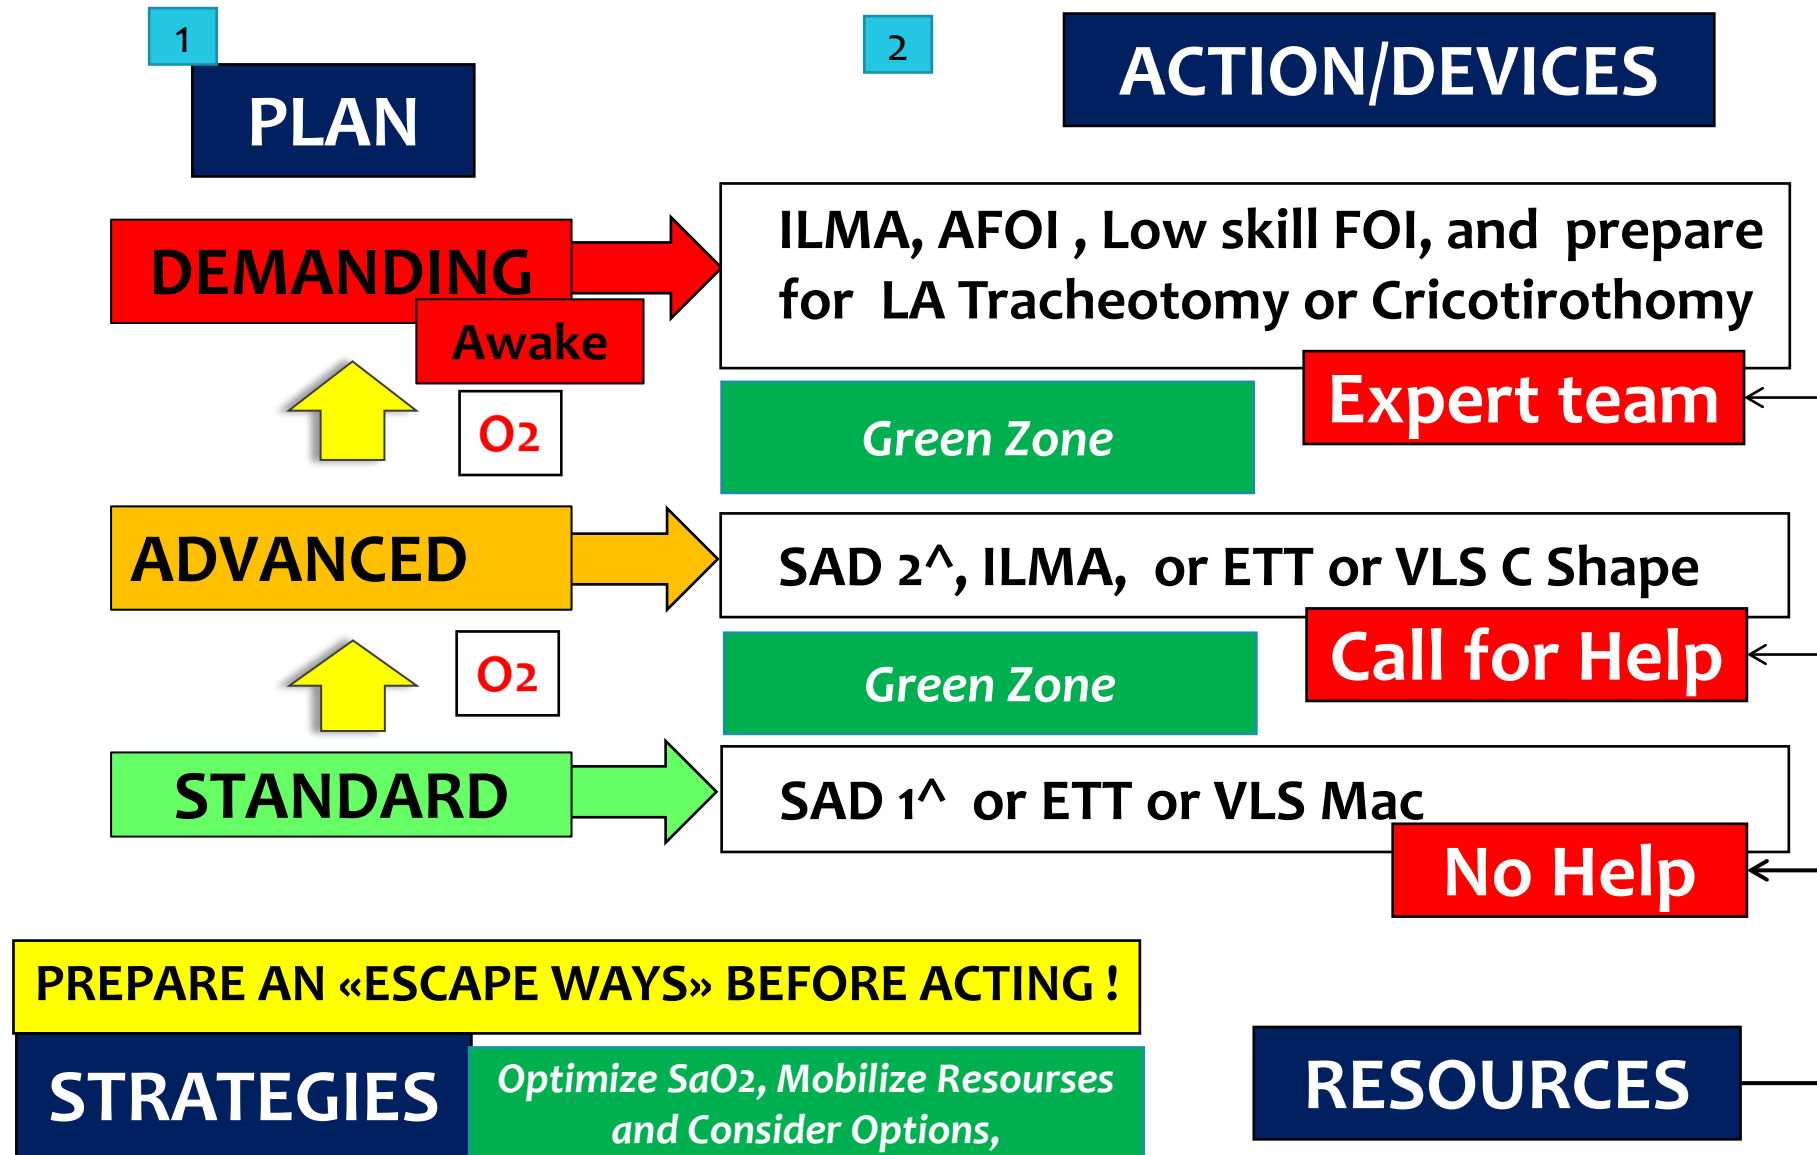 1
PLAN
2
ACTION/DEVICES
DEMANDING
Awake
ILMA, AFOI , Low skill FOI, and prepare
for LA Tracheotomy or Cricotirothomy
Expert team
O2
Green Zone
ADVANCED
SAD 2^, ILMA, or ETT or VLS C Shape
Call for Help
O2
Green Zone
STANDARD
SAD 1^ or ETT or VLS Mac
No Help
PREPARE AN «ESCAPE WAYS» BEFORE ACTING !
STRATEGIES
Optimize SaO2, Mobilize Resourses
and Consider Options,
RESOURCES